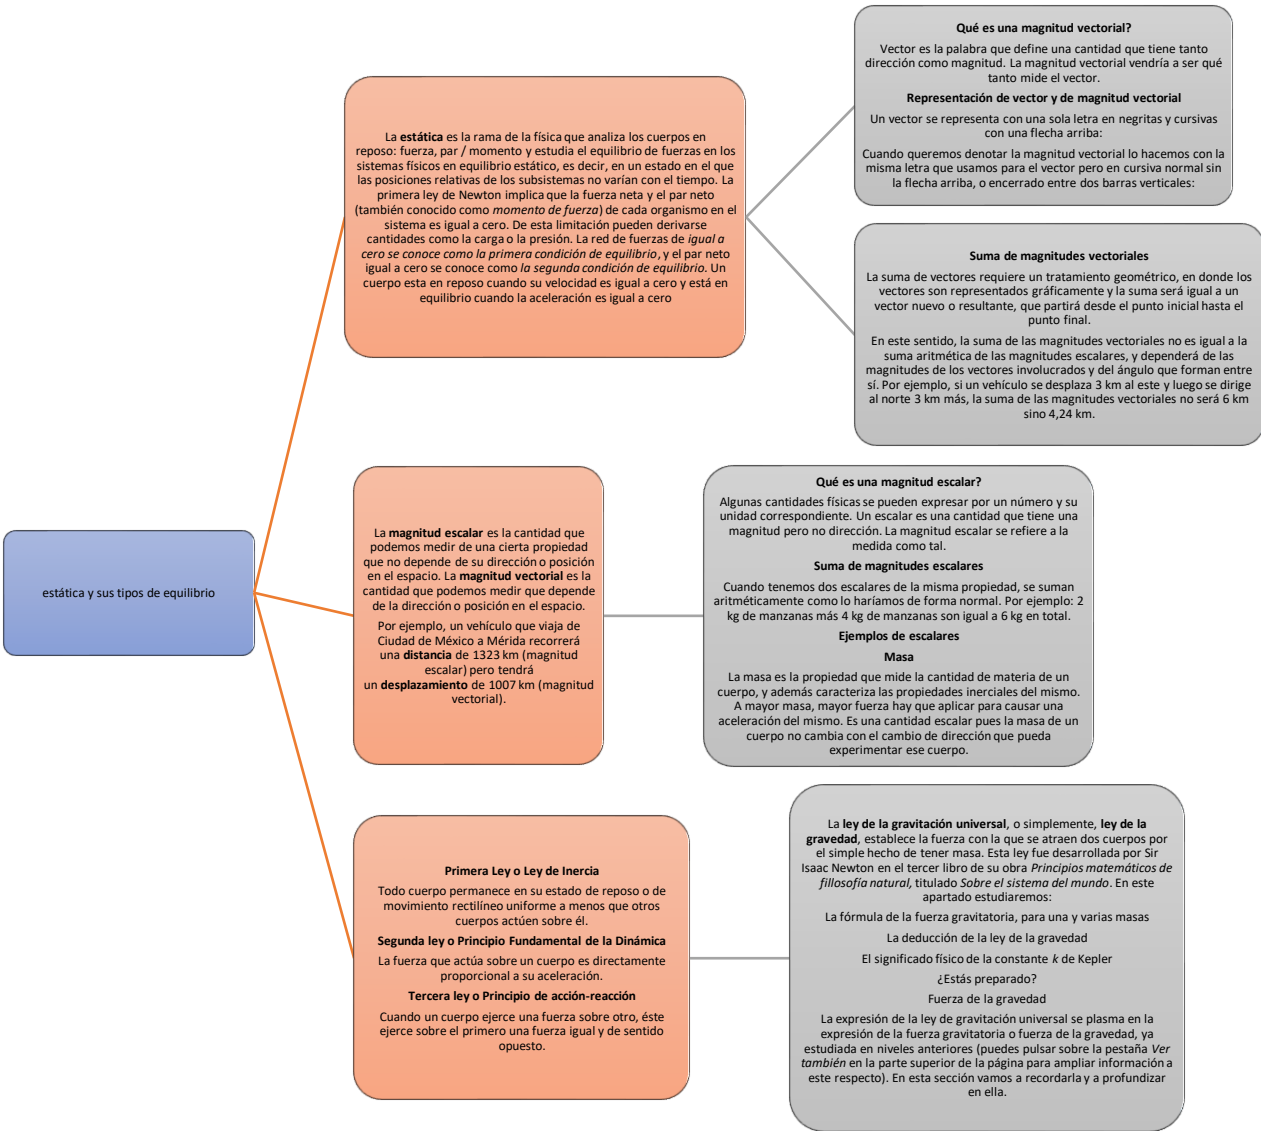 estática y sus tipos de equilibrio
La estática es la rama de la física que analiza los cuerpos en
reposo: fuerza, par / momento y estudia el equilibrio de fuerzas en los
sistemas físicos en equilibrio estático, es decir, en un estado en el que
las posiciones relativas de los subsistemas no varían con el tiempo. La
primera ley de Newton implica que la fuerza neta y el par neto
(también conocido como momento de fuerza) de cada organismo en el
sistema es igual a cero. De esta limitación pueden derivarse
cantidades como la carga o la presión. La red de fuerzas de igual a
cero se conoce como la primera condición de equilibrio, y el par neto
igual a cero se conoce como la segunda condición de equilibrio. Un
cuerpo esta en reposo cuando su velocidad es igual a cero y está en
equilibrio cuando la aceleración es igual a cero
Qué es una magnitud vectorial?
Vector es la palabra que define una cantidad que tiene tanto
dirección como magnitud. La magnitud vectorial vendría a ser qué
tanto mide el vector.
Representación de vector y de magnitud vectorial
Un vector se representa con una sola letra en negritas y cursivas
con una flecha arriba:
Cuando queremos denotar la magnitud vectorial lo hacemos con la
misma letra que usamos para el vector pero en cursiva normal sin
la flecha arriba, o encerrado entre dos barras verticales:
Suma de magnitudes vectoriales
La suma de vectores requiere un tratamiento geométrico, en donde los
vectores son representados gráficamente y la suma será igual a un
vector nuevo o resultante, que partirá desde el punto inicial hasta el
punto final.
En este sentido, la suma de las magnitudes vectoriales no es igual a la
suma aritmética de las magnitudes escalares, y dependerá de las
magnitudes de los vectores involucrados y del ángulo que forman entre
sí. Por ejemplo, si un vehículo se desplaza 3 km al este y luego se dirige
al norte 3 km más, la suma de las magnitudes vectoriales no será 6 km
sino 4,24 km.
La magnitud escalar es la cantidad que
podemos medir de una cierta propiedad
que no depende de su dirección o posición
en el espacio. La magnitud vectorial es la
cantidad que podemos medir que depende
de la dirección o posición en el espacio.
Por ejemplo, un vehículo que viaja de
Ciudad de México a Mérida recorrerá
una distancia de 1323 km (magnitud
escalar) pero tendrá
un desplazamiento de 1007 km (magnitud
vectorial).
Qué es una magnitud escalar?
Algunas cantidades físicas se pueden expresar por un número y su
unidad correspondiente. Un escalar es una cantidad que tiene una
magnitud pero no dirección. La magnitud escalar se refiere a la
medida como tal.
Suma de magnitudes escalares
Cuando tenemos dos escalares de la misma propiedad, se suman
aritméticamente como lo haríamos de forma normal. Por ejemplo: 2
kg de manzanas más 4 kg de manzanas son igual a 6 kg en total.
Ejemplos de escalares
Masa
La masa es la propiedad que mide la cantidad de materia de un
cuerpo, y además caracteriza las propiedades inerciales del mismo.
A mayor masa, mayor fuerza hay que aplicar para causar una
aceleración del mismo. Es una cantidad escalar pues la masa de un
cuerpo no cambia con el cambio de dirección que pueda
experimentar ese cuerpo.
Primera Ley o Ley de Inercia
Todo cuerpo permanece en su estado de reposo o de
movimiento rectilíneo uniforme a menos que otros
cuerpos actúen sobre él.
Segunda ley o Principio Fundamental de la Dinámica
La fuerza que actúa sobre un cuerpo es directamente
proporcional a su aceleración.
Tercera ley o Principio de acción-reacción
Cuando un cuerpo ejerce una fuerza sobre otro, éste
ejerce sobre el primero una fuerza igual y de sentido
opuesto.
La ley de la gravitación universal, o simplemente, ley de la
gravedad, establece la fuerza con la que se atraen dos cuerpos por
el simple hecho de tener masa. Esta ley fue desarrollada por Sir
Isaac Newton en el tercer libro de su obra Principios matemáticos de
fillosofía natural, titulado Sobre el sistema del mundo. En este
apartado estudiaremos:
La fórmula de la fuerza gravitatoria, para una y varias masas
La deducción de la ley de la gravedad
El significado físico de la constante k de Kepler
¿Estás preparado?
Fuerza de la gravedad
La expresión de la ley de gravitación universal se plasma en la
expresión de la fuerza gravitatoria o fuerza de la gravedad, ya
estudiada en niveles anteriores (puedes pulsar sobre la pestaña Ver
también en la parte superior de la página para ampliar información a
este respecto). En esta sección vamos a recordarla y a profundizar
en ella.